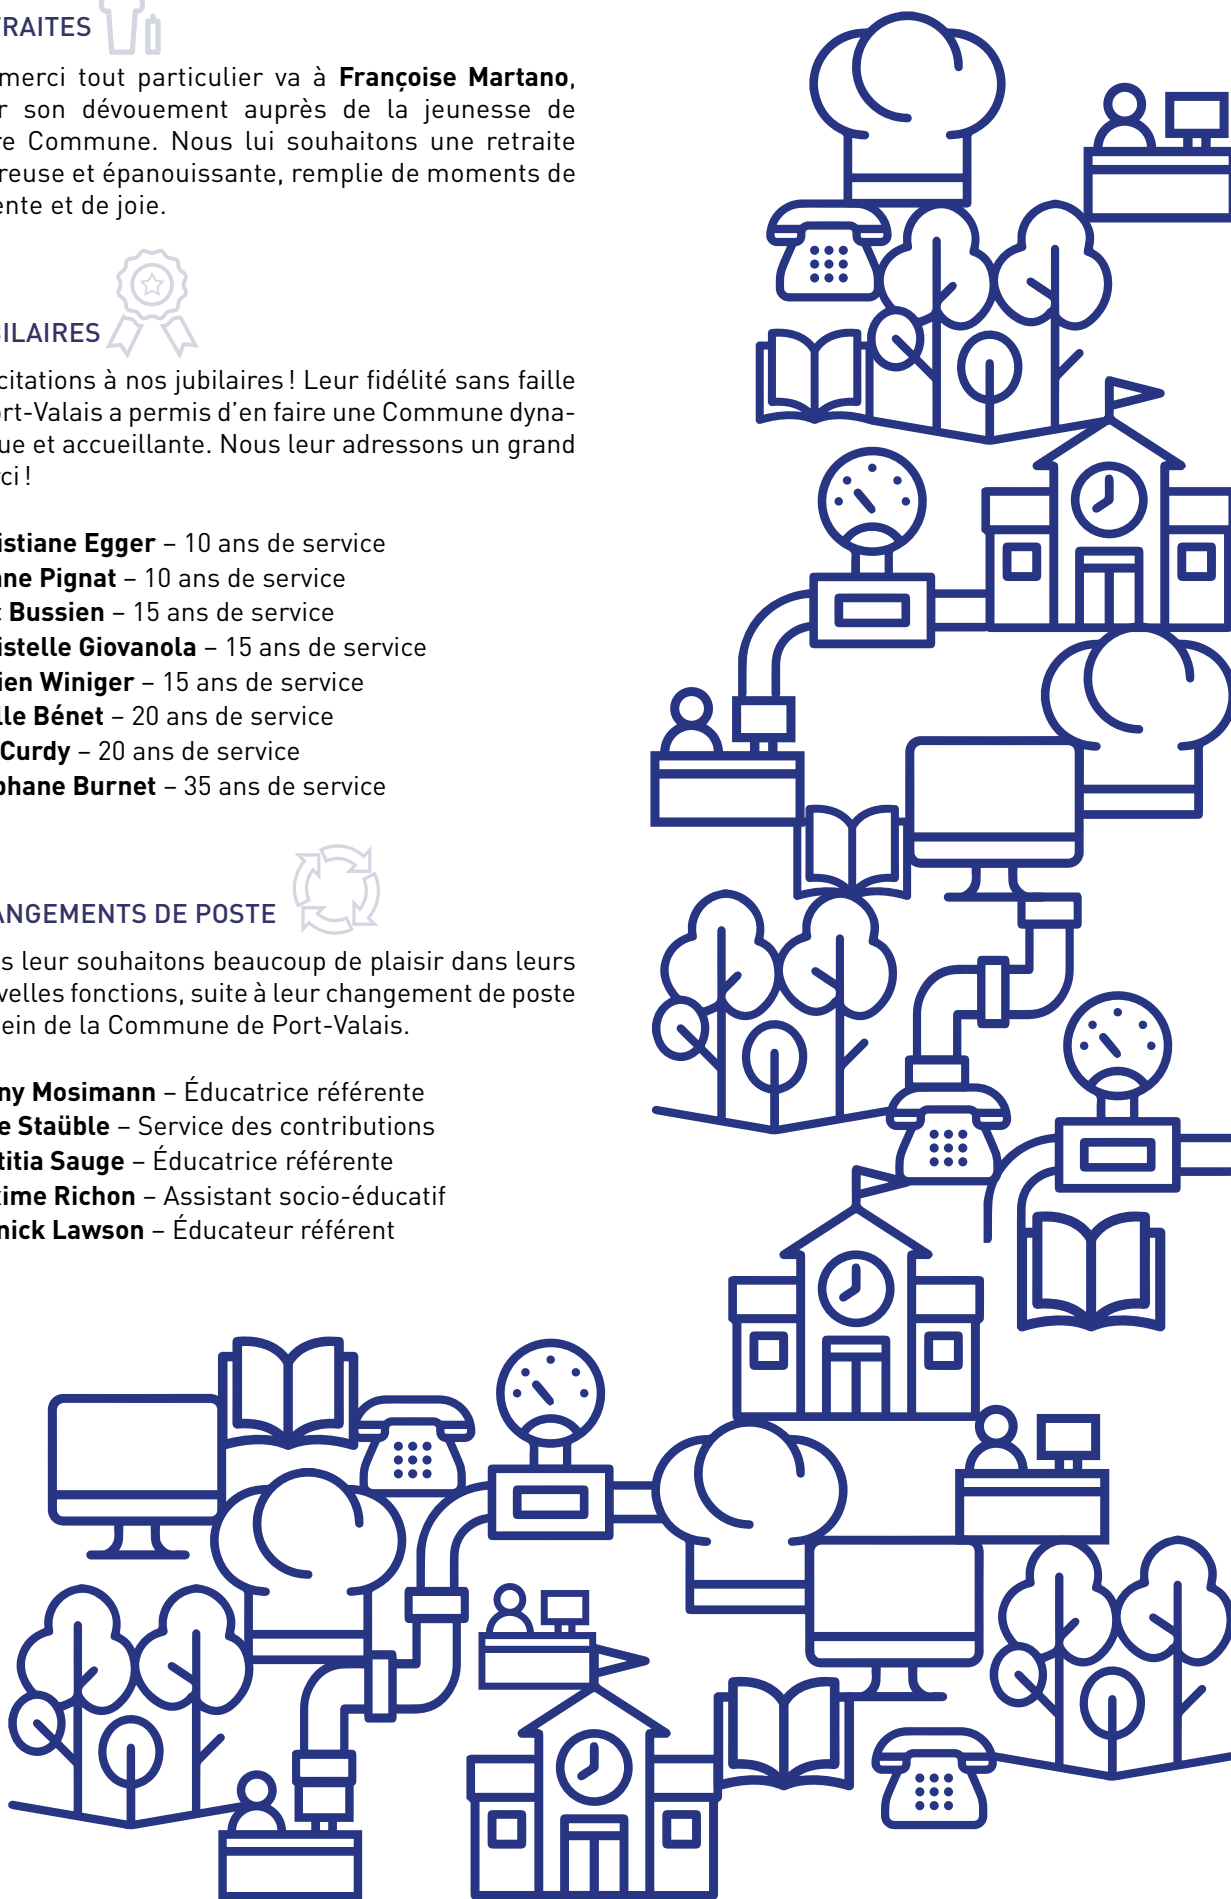 TRAITES
merci tout particulier va à Françoise Martano,
r son dévouement auprès de la jeunesse de
re Commune. Nous lui souhaitons une retraite
reuse et épanouissante, remplie de moments de
ente et de joie.
BILAIRES
citations à nos jubilaires ! Leur fidélité sans faille
ort-Valais a permis d’en faire une Commune dyna-
ue et accueillante. Nous leur adressons un grand
rci !
istiane Egger – 10 ans de service
ane Pignat – 10 ans de service
c Bussien – 15 ans de service
istelle Giovanola – 15 ans de service
ien Winiger – 15 ans de service
lle Bénet – 20 ans de service
Curdy – 20 ans de service
phane Burnet – 35 ans de service
ANGEMENTS DE POSTE
s leur souhaitons beaucoup de plaisir dans leurs
velles fonctions, suite à leur changement de poste
ein de la Commune de Port-Valais.
ny Mosimann – Éducatrice référente
e Staüble – Service des contributions
titia Sauge – Éducatrice référente
xime Richon – Assistant socio-éducatif
nick Lawson – Éducateur référent